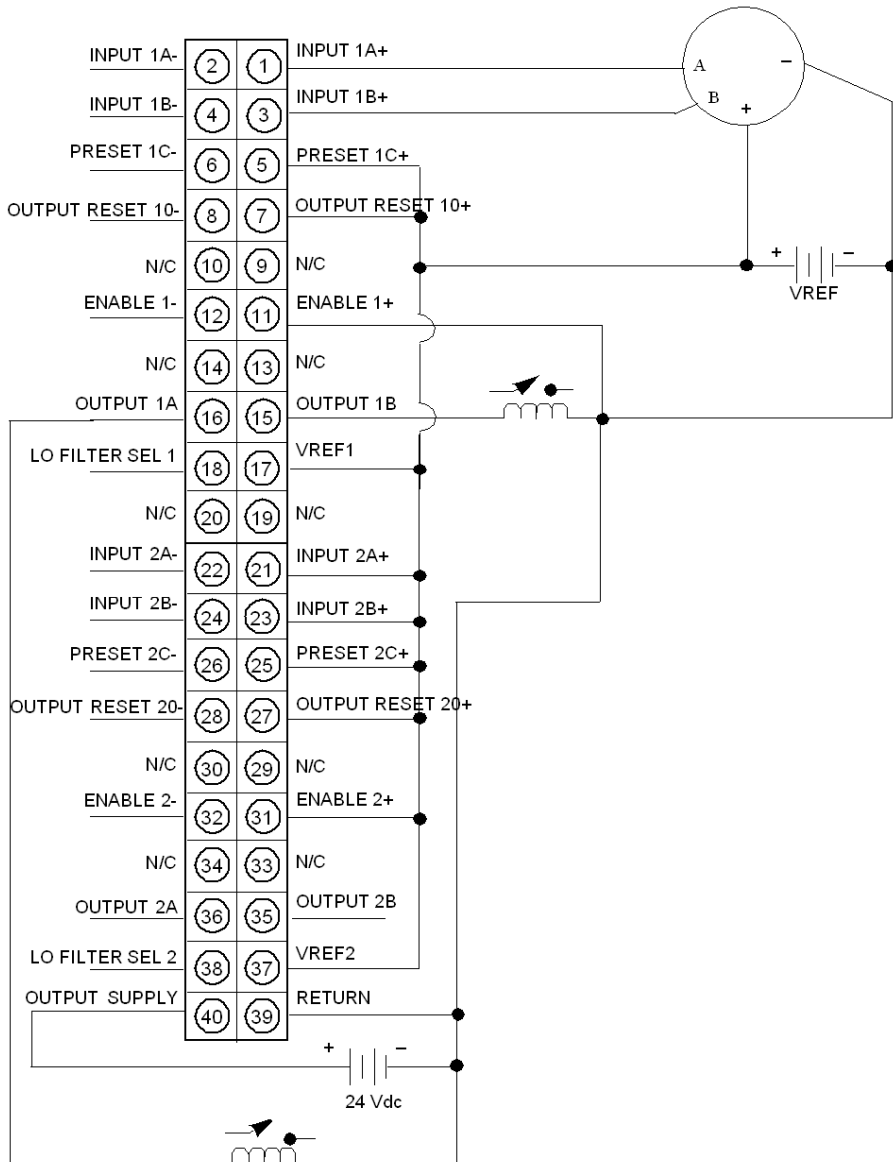 INPUT 1A- 2 1 INPUT 1A+ A -
INPUT 1B- 4 3 INPUT 1B+ B +
PRESET 1C- 6 5 PRESET 1C+
OUTPUT RESET 10- 8 7 OUTPUT RESET 10+
N/C 10 9 N/C + -
VREF
ENABLE 1- 12 11 ENABLE 1+
N/C 14 13 N/C
OUTPUT 1A 16 15 OUTPUT 1B
LO FILTER SEL 1 18 17 VREF1
N/C 20 19 N/C
INPUT 2A- 22 21 INPUT 2A+
INPUT 2B- 24 23 INPUT 2B+
PRESET 2C- 26 25 PRESET 2C+
OUTPUT RESET 20- 28 27 OUTPUT RESET 20+
N/C 30 29 N/C
ENABLE 2- 32 31 ENABLE 2+
N/C 34 33 N/C
OUTPUT 2A 36 35 OUTPUT 2B
LO FILTER SEL 2 38 37 VREF2
OUTPUT SUPPLY 40 39 RETURN
+ -
24 Vdc